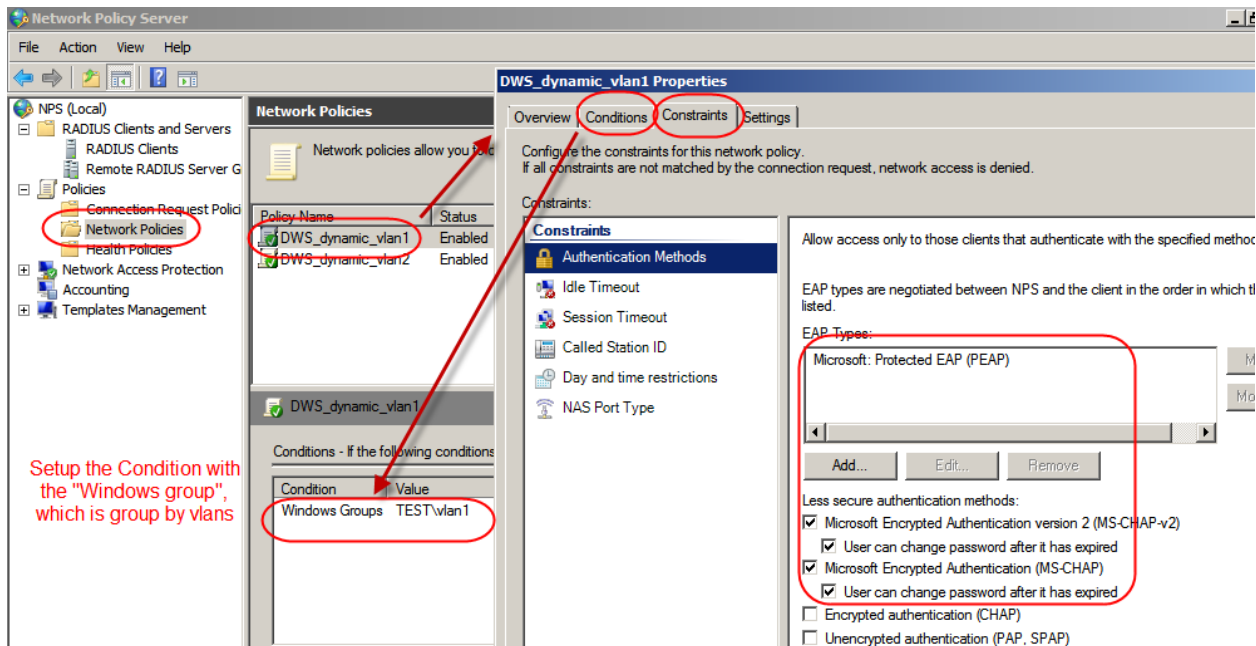 Network Policy Server
File Action View Help
NPS (Local)
RADIUS Clients and Servers
RADIUS Clients
Remote RADIUS Server G
Policies
Connection Request Polici
Network Policies
Health Policies
Network Access Protection
Accounting
Templates Management
Setup the Condition with
the "Windows group",
which is group by vlans
Network Policies
Network policies allow you to d
Policy Name Status
DWS_dynamic_vlan1 Enabled
DWS_dynamic_vlan2 Enabled
DWS_dynamic_vlan1
Conditions - If the following conditions
Condition Value
Windows Groups TEST\vlan1
DWS_dynamic_vlan1 Properties
Overview Conditions Constraints Settings
Configure the constraints for this network policy.
If all constraints are not matched by the connection request, network access is denied.
Constraints:
Constraints
Authentication Methods
Idle Timeout
Session Timeout
Called Station ID
Day and time restrictions
NAS Port Type
Allow access only to those clients that authenticate with the specified method
EAP types are negotiated between NPS and the client in the order in which th
listed.
EAP Types:
Microsoft: Protected EAP (PEAP)
M
Mo
Add... Edit... Remove
Less secure authentication methods:
Microsoft Encrypted Authentication version 2 (MS-CHAP-v2)
User can change password after it has expired
Microsoft Encrypted Authentication (MS-CHAP)
User can change password after it has expired
Encrypted authentication (CHAP)
Unencrypted authentication (PAP, SPAP)